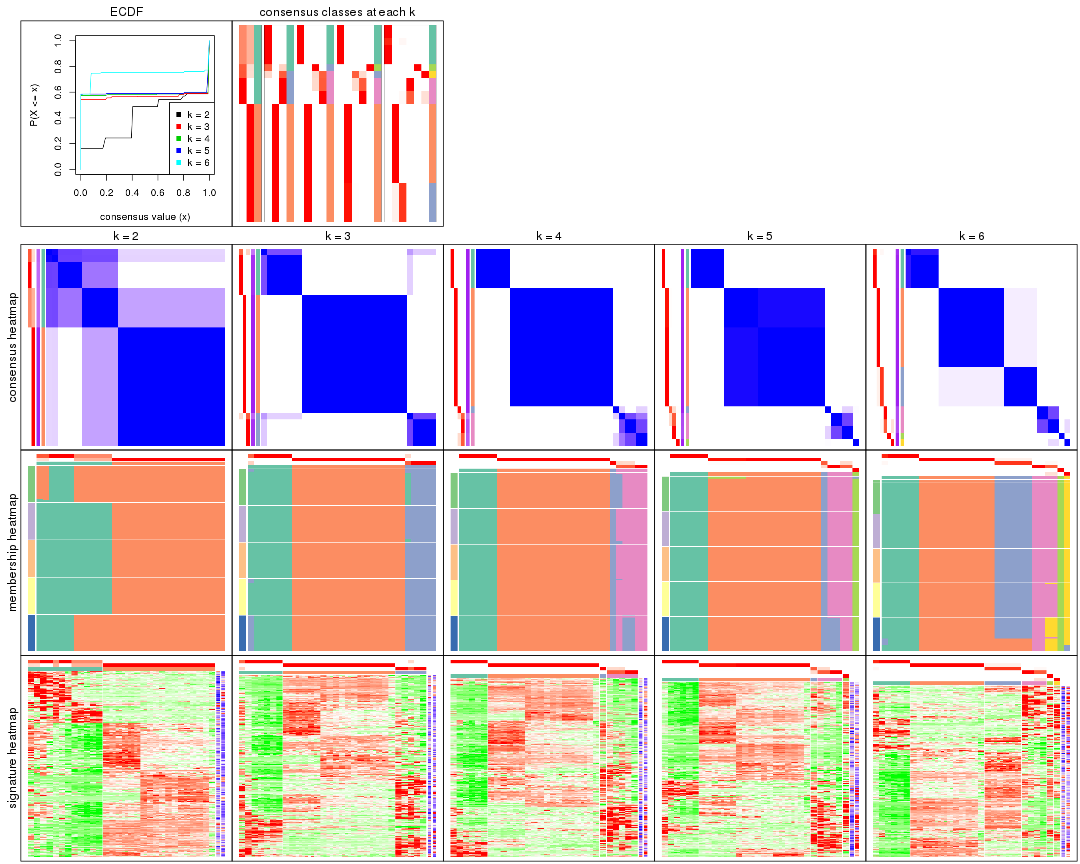 ECDF
consensus classes at each k
P(X <= x)
1.0
0.8
0.6
0.4
0.2
0.0
k = 2
k = 3
k = 4
k = 5
k = 6
0.0 0.2 0.4 0.6 0.8 1.0
consensus value (x)
k = 2
k = 3
k = 4
k = 5
k = 6
consensus heatmap
membership heatmap
signature heatmap